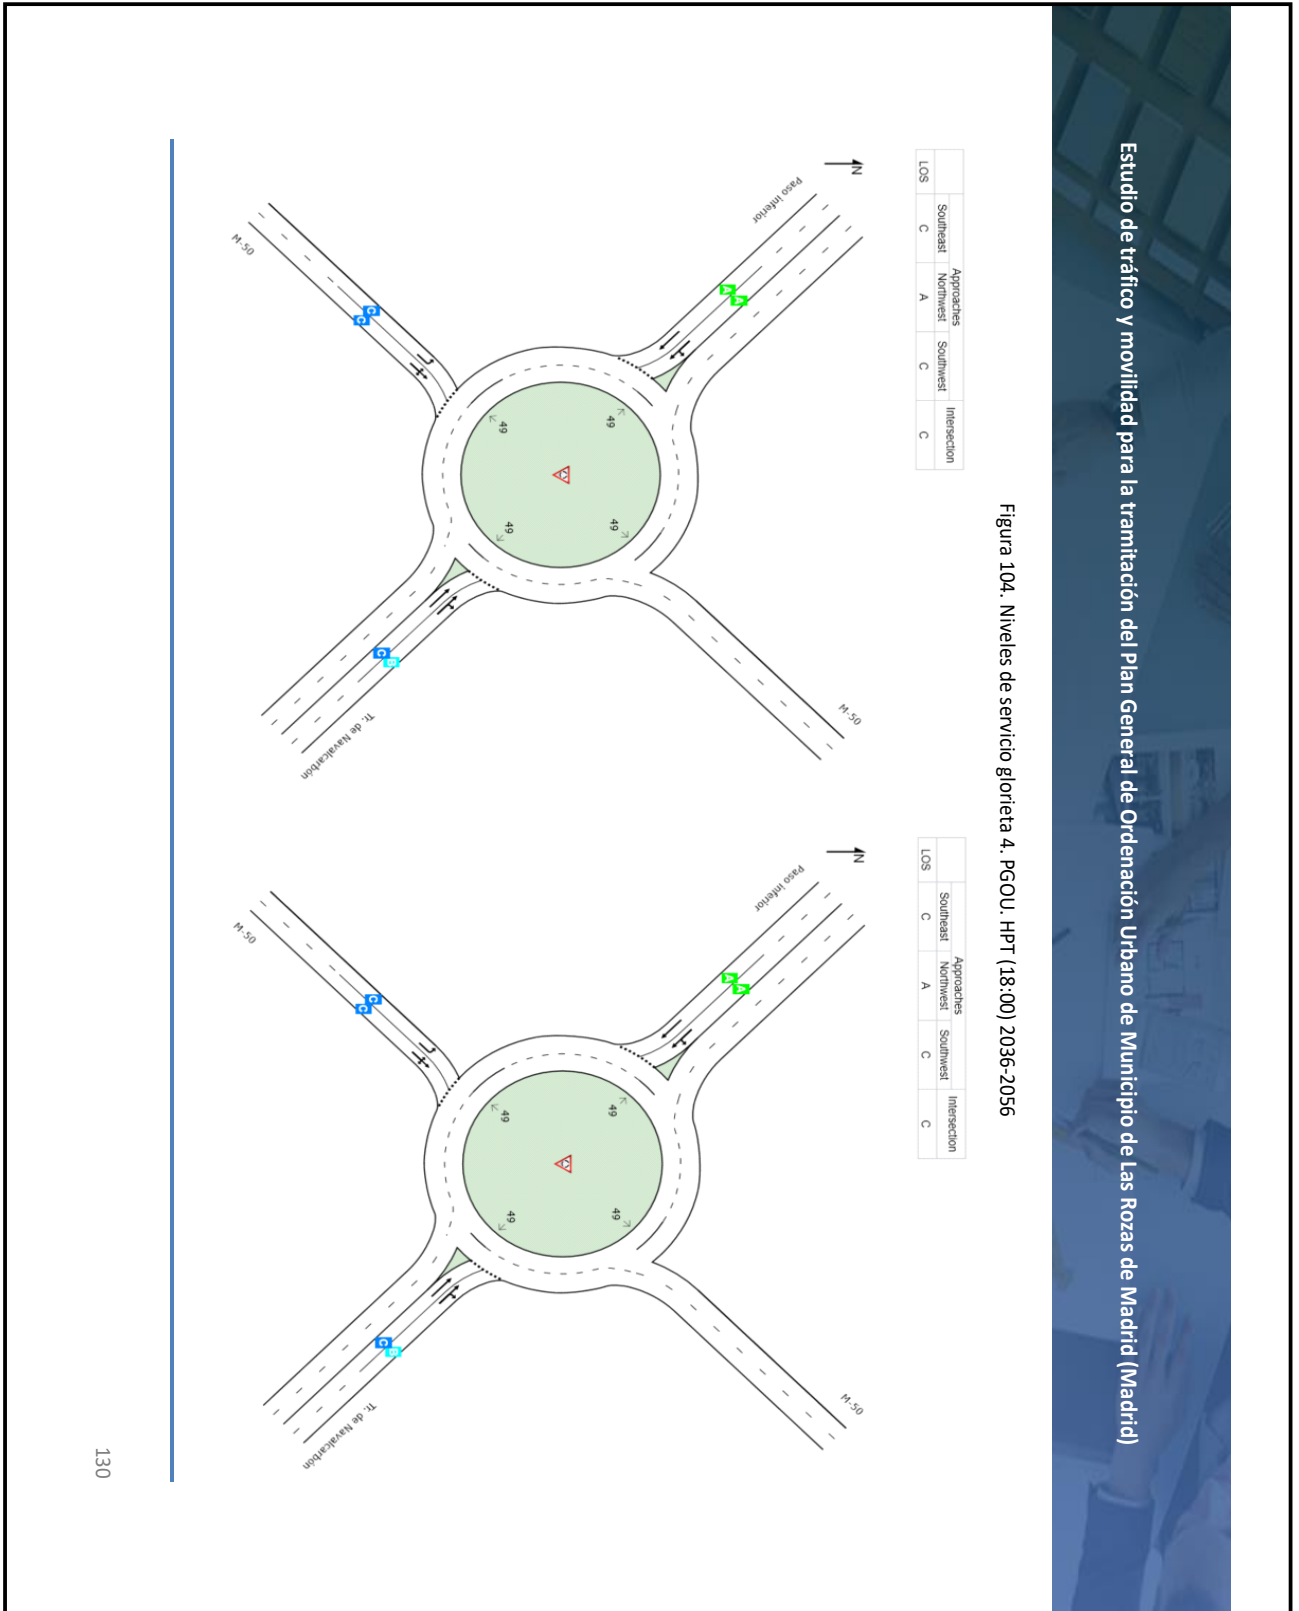 Estudio de tráfico y movilidad para la tramitación del Plan General de Ordenación Urbano de Municipio de Las Rozas de Madrid (Madrid)
Figura 104. Niveles de servicio glorieta 4. PGOU. HPT (18:00) 2036-2056
Approaches Intersection
Southeast Northwest Southwest
LOS C A C C
N
Paso inferior
M-50
A
A
49
49
49
49
C
C
C
B
M-50
Tr. de Navalcarbón
Approaches Intersection
Southeast Northwest Southwest
LOS C A C C
N
Paso inferior
M-50
A
A
49
49
49
49
C
C
C
B
M-50
Tr. de Navalcarbón
130